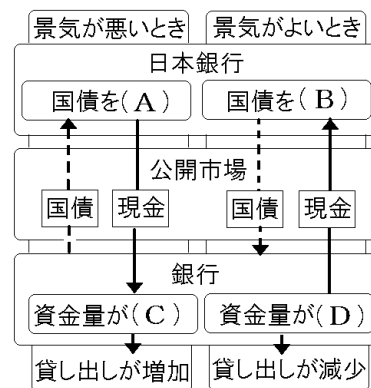 景気が悪いとき 景気がよいとき
日本銀行
国債を(A) 国債を(B)
公開市場
国債 現金 国債 現金
銀行
資金量が(C) 資金量が(D)
貸し出しが増加 貸し出しが減少